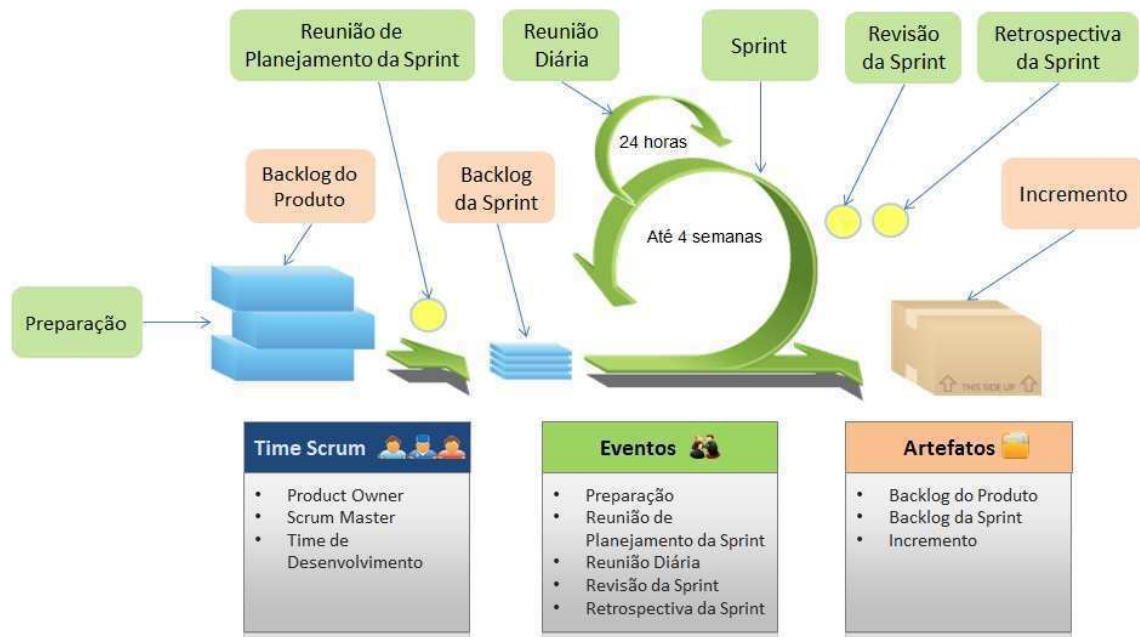 Reunião de
Planejamento da Sprint
Reunião
Diária
Sprint
Revisão
da Sprint
Retrospectiva
da Sprint
24 horas
Backlog do
Produto
Backlog
da Sprint
Incremento
Até 4 semanas
Preparação
THIS SIDE UP
Time Scrum
• Product Owner
• Scrum Master
• Time de
Desenvolvimento
Eventos
• Preparação
• Reunião de
Planejamento da Sprint
• Reunião Diária
• Revisão da Sprint
• Retrospectiva da Sprint
Artefatos
• Backlog do Produto
• Backlog da Sprint
• Incremento